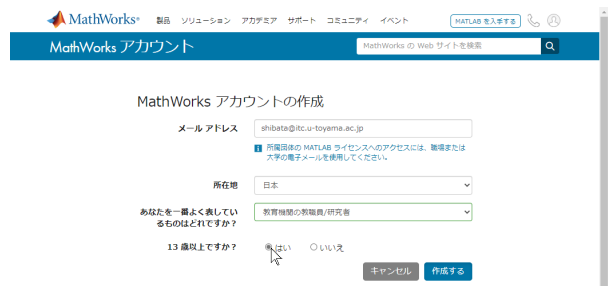 MathWorks® 製品 ソリューション アカデミア サポート コミュニティ イベント MATLAB を入手する
MathWorks アカウント MathWorks の Web サイトを検索
MathWorks アカウントの作成
メール アドレス shibata@itc.u-toyama.ac.jp
所属団体の MATLAB ライセンスへのアクセスには、職場または
大学の電子メールを使用してください。
所在地 日本
あなたを一番よく表してい 教育機関の教職員/研究者
るものはどれですか?
13 歳以上ですか? はい いいえ
キャンセル 作成する